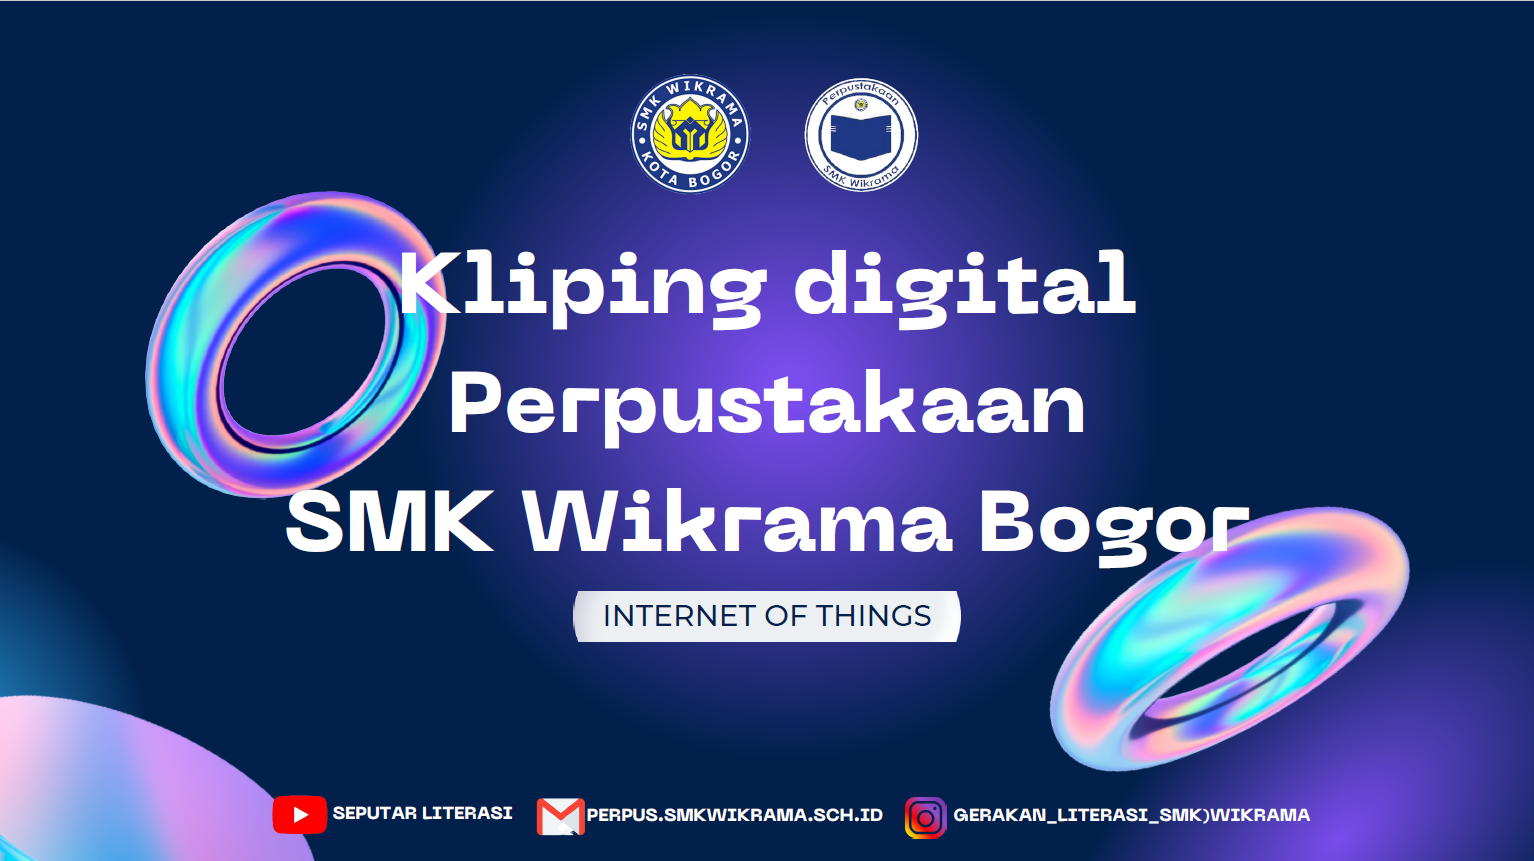 SMK WIKRAMA
KOTA BOGOR
Perpustakaan
SMK Wikrama
Kliping digital
Perpustakaan
SMK Wikrama Bogor
INTERNET OF THINGS
SEPUTAR LITERASI
PERPUS.SMKWIKRAMA.SCH.ID
GERAKAN_LITERASI_SMK)WIKRAMA